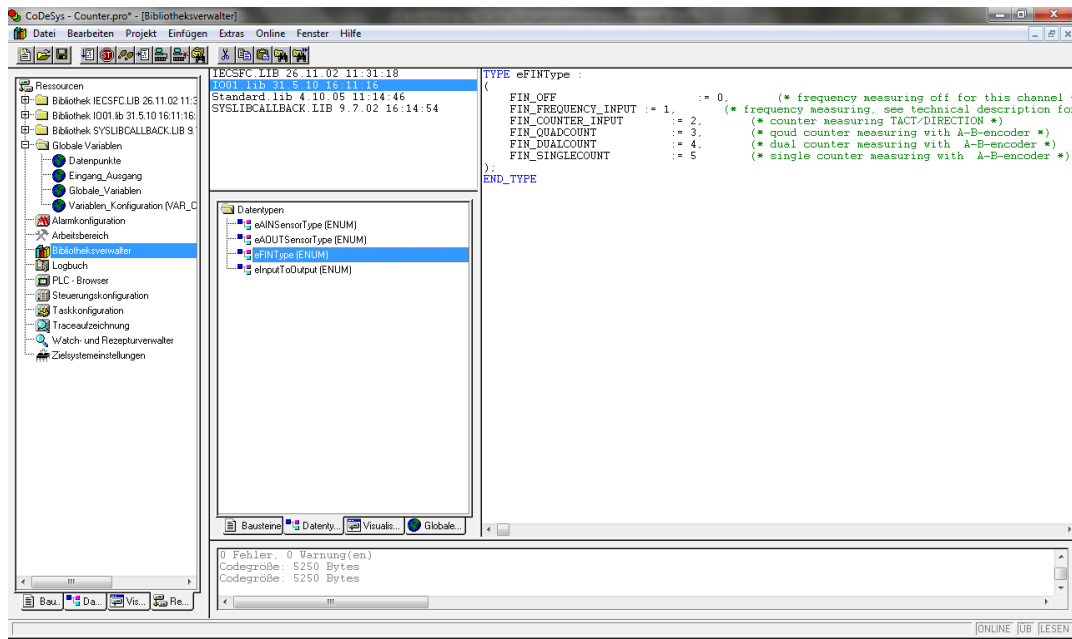 CoDeSys - Counter.pro* - [Bibliotheksverwalter]
Datei Bearbeiten Projekt Einfügen Extras Online Fenster Hilfe
Ressourcen
Bibliothek IECSFC.LIB 26.11.02 11:3
Bibliothek IO01.lib 31.5.10 16:11:16:
Bibliothek SYSLIBCALLBACK.LIB 9.
Globale Variablen
Datenpunkte
Eingang_Ausgang
Globale_Variablen
Variablen_Konfiguration (VAR_C
Alarmkonfiguration
Arbeitsbereich
Bibliotheksverwalter
Logbuch
PLC - Browser
Steuerungskonfiguration
Taskkonfiguration
Traceaufzeichnung
Watch- und Rezepturverwalter
Zielsystemeinstellungen
Bau.. Da... Vis... Re...
IECSFC.LIB 26.11.02 11:31:18
IO01.lib 31.5.10 16:11:16
Standard.lib 4.10.05 11:14:46
SYSLIBCALLBACK.LIB 9.7.02 16:14:54
Datentypen
eAINSensorType (ENUM)
eAOUTSensorType (ENUM)
eFINType (ENUM)
eInputToOutput (ENUM)
Bausteine Datenty... Visualis... Globale...
TYPE eFINType :
(
FIN_OFF := 0, (* frequency measuring off for this channel *
FIN_FREQUENCY_INPUT := 1, (* frequency measuring, see technical description for
FIN_COUNTER_INPUT := 2, (* counter measuring TACT/DIRECTION *)
FIN_QUADCOUNT := 3, (* qoud counter measuring with A-B-encoder *)
FIN_DUALCOUNT := 4, (* dual counter measuring with A-B-encoder *)
FIN_SINGLECOUNT := 5 (* single counter measuring with A-B-encoder *)
);
END_TYPE
0 Fehler, 0 Warnung(en)
Codegröße: 5250 Bytes
Codegröße: 5250 Bytes
ONLINE ÜB LESEN